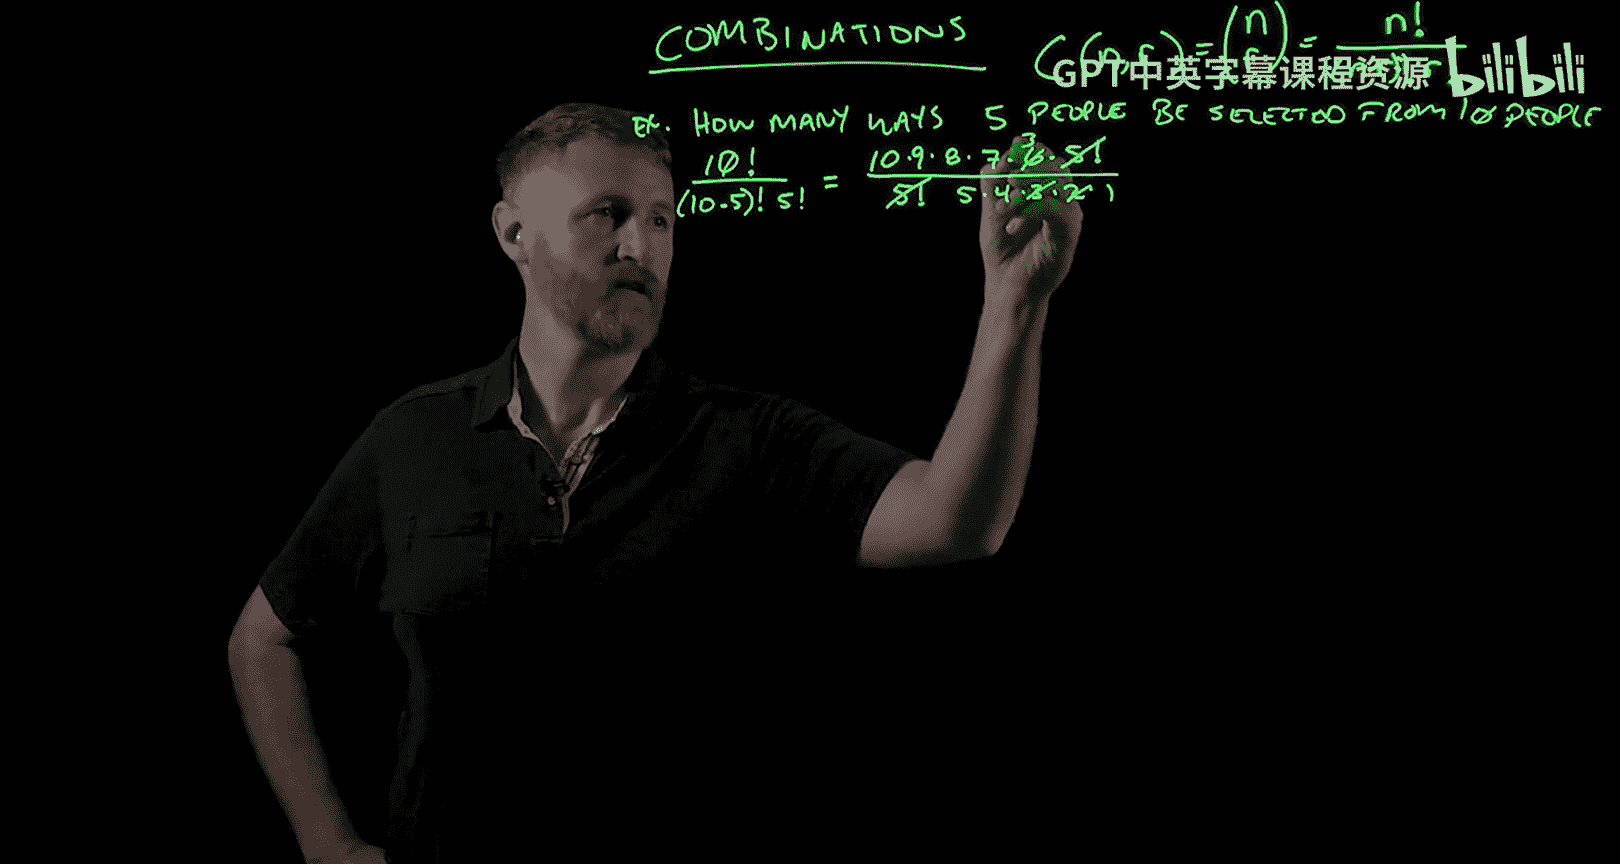 COMBINATIONS
C(n,r) = (n r) = n!
GPT中英字幕课程资源 bilibili
Ex. HOW MANY WAYS 5 PEOPLE BE SELECTED FROM 10 PEOPLE
10! / (10-5)! 5! = 10·9·8·7·6·5! / 5! 5·4·3·2·1
3